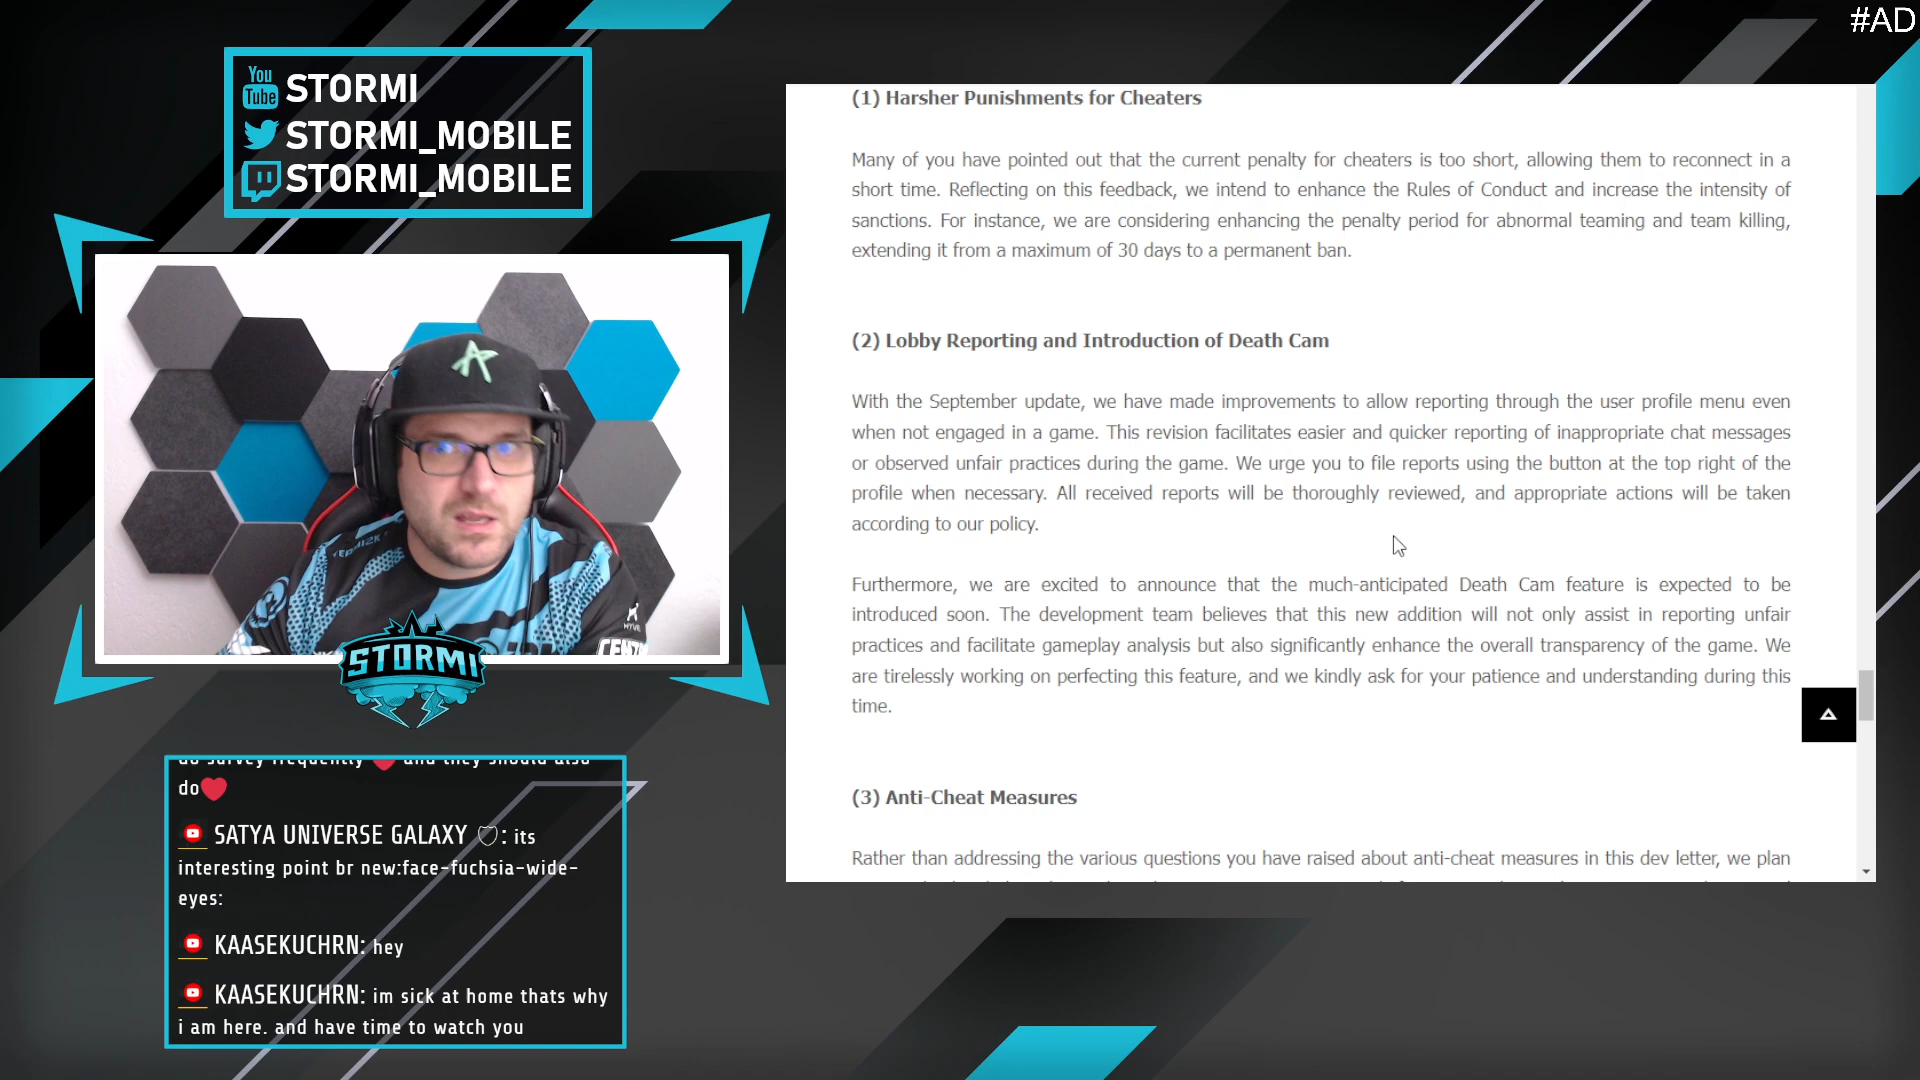 #AD
You
Tube
STORMI
STORMI_MOBILE
STORMI_MOBILE
(1) Harsher Punishments for Cheaters
Many of you have pointed out that the current penalty for cheaters is too short, allowing them to reconnect in a
short time. Reflecting on this feedback, we intend to enhance the Rules of Conduct and increase the intensity of
sanctions. For instance, we are considering enhancing the penalty period for abnormal teaming and team killing,
extending it from a maximum of 30 days to a permanent ban.
(2) Lobby Reporting and Introduction of Death Cam
With the September update, we have made improvements to allow reporting through the user profile menu even
when not engaged in a game. This revision facilitates easier and quicker reporting of inappropriate chat messages
or observed unfair practices during the game. We urge you to file reports using the button at the top right of the
profile when necessary. All received reports will be thoroughly reviewed, and appropriate actions will be taken
according to our policy.
Furthermore, we are excited to announce that the much-anticipated Death Cam feature is expected to be
introduced soon. The development team believes that this new addition will not only assist in reporting unfair
practices and facilitate gameplay analysis but also significantly enhance the overall transparency of the game. We
are tirelessly working on perfecting this feature, and we kindly ask for your patience and understanding during this
time.
(3) Anti-Cheat Measures
Rather than addressing the various questions you have raised about anti-cheat measures in this dev letter, we plan
HYVE
STORMI
do survey frequently ❤ and they should also
do❤
SATYA UNIVERSE GALAXY : its
interesting point br new:face-fuchsia-wide-
eyes:
KAASEKUCHRN: hey
KAASEKUCHRN: im sick at home thats why
i am here. and have time to watch you